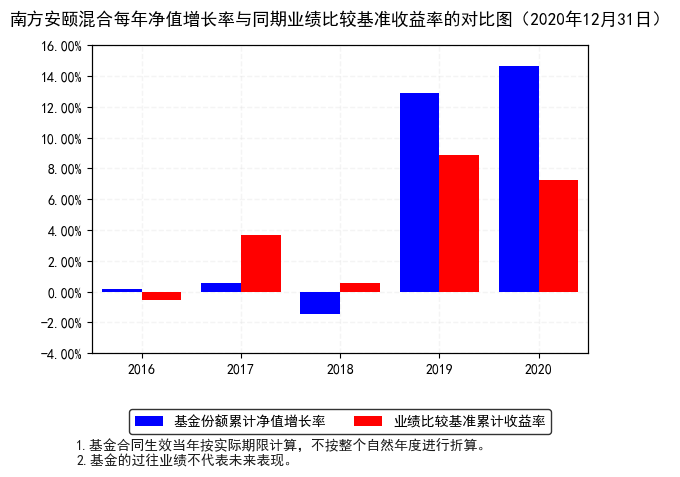 南方安颐混合每年净值增长率与同期业绩比较基准收益率的对比图（2020年12月31日）
16.00%
14.00%
12.00%
10.00%
8.00%
6.00%
4.00%
2.00%
0.00%
-2.00%
-4.00%
2016 2017 2018 2019 2020
基金份额累计净值增长率 业绩比较基准累计收益率
1.基金合同生效当年按实际期限计算，不按整个自然年度进行折算。
2.基金的过往业绩不代表未来表现。